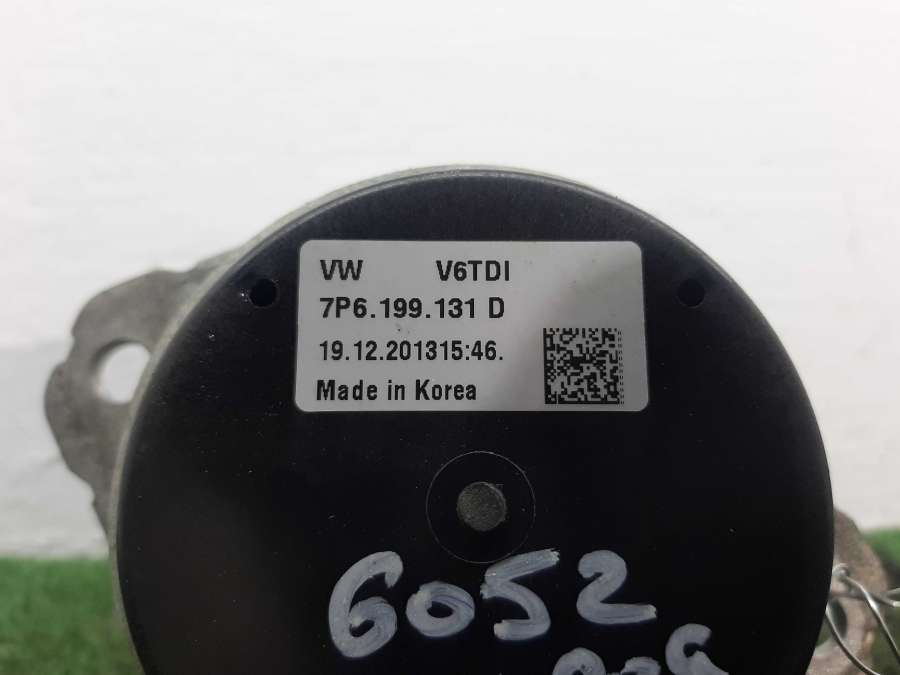 VW V6TDI
7P6.199.131 D
19.12.201315:46.
Made in Korea
6052